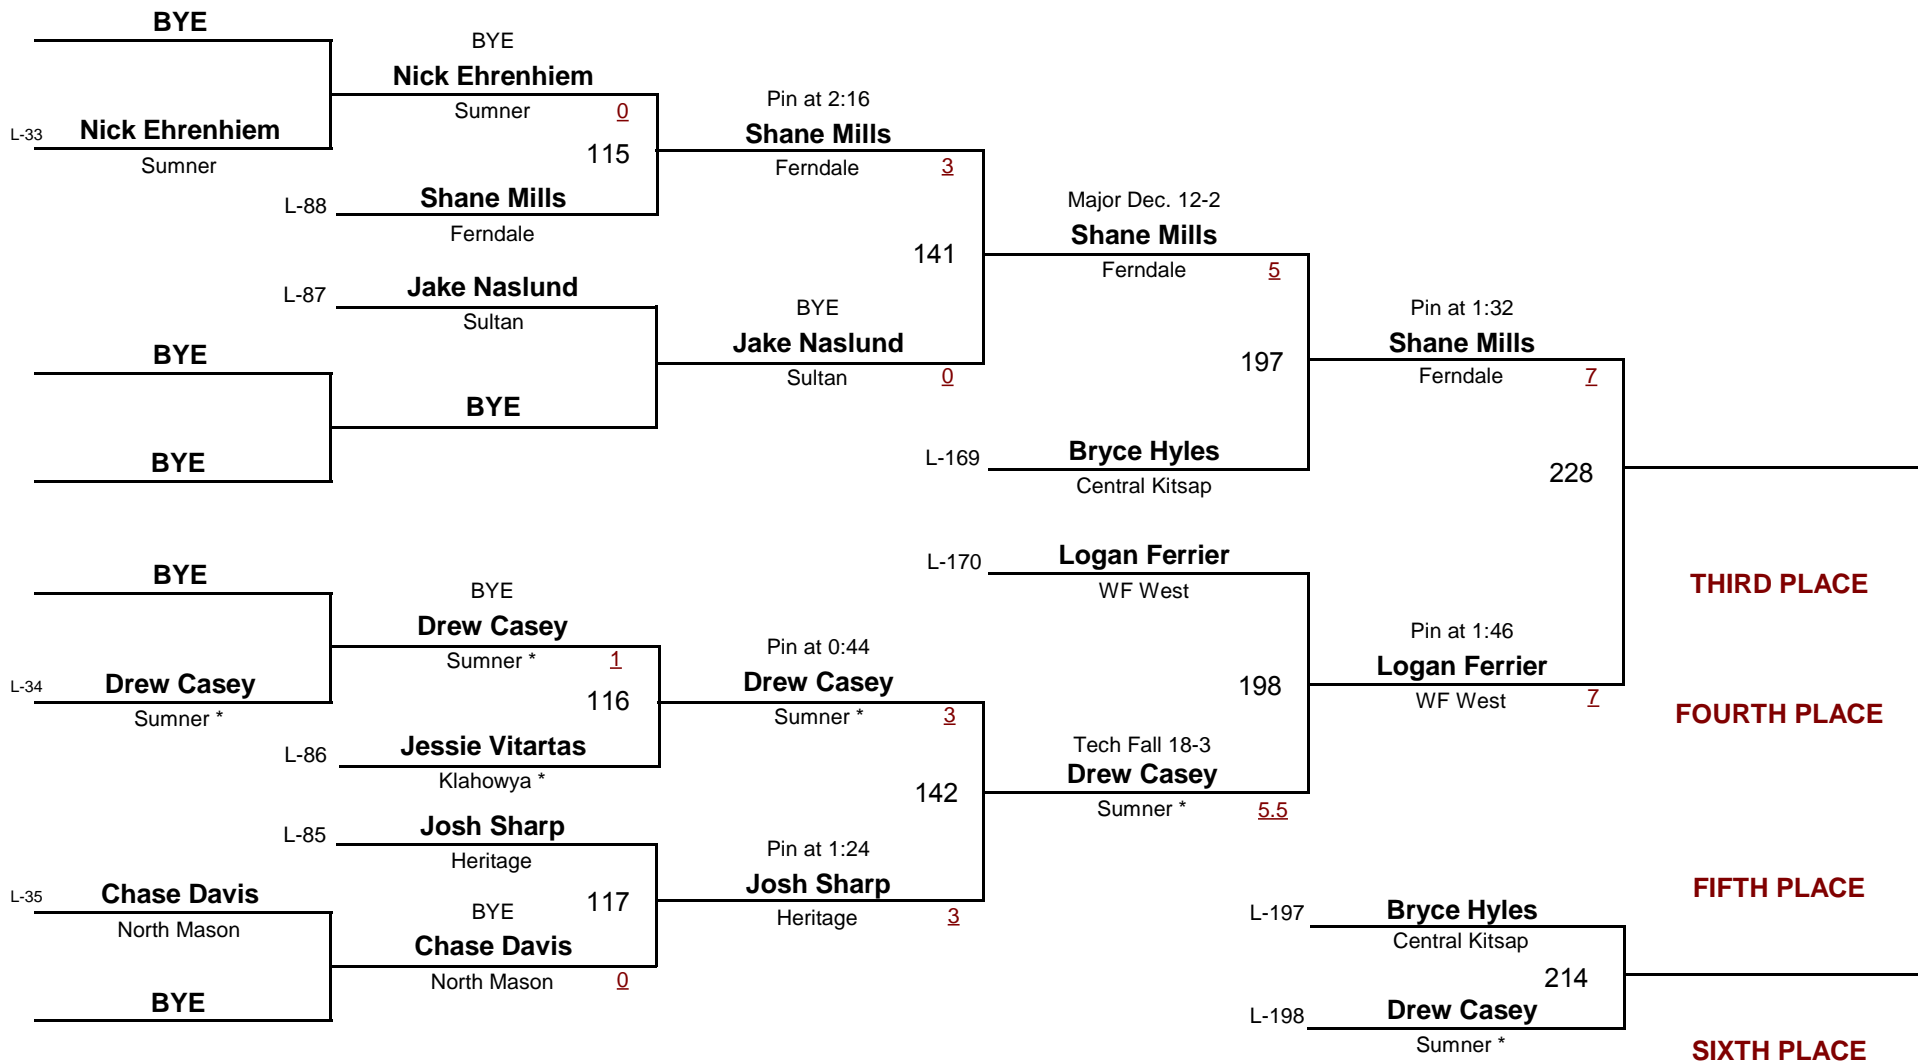 BYE
BYE
Nick Ehrenhiem
Sumner 0
Pin at 2:16
L-33 Nick Ehrenhiem
Sumner
115
Shane Mills
Ferndale 3
L-88 Shane Mills
Ferndale
Major Dec. 12-2
Shane Mills
Ferndale 5
141
L-87 Jake Naslund
Sultan
BYE
Jake Naslund
Sultan 0
Pin at 1:32
Shane Mills
Ferndale 7
BYE
197
BYE
BYE
L-169 Bryce Hyles
Central Kitsap
228
L-170 Logan Ferrier
WF West
BYE
BYE
Drew Casey
Sumner * 1
THIRD PLACE
Pin at 0:44
Pin at 1:46
L-34 Drew Casey
Sumner *
116
Drew Casey
Sumner * 3
198
Logan Ferrier
WF West 7
FOURTH PLACE
L-86 Jessie Vitartas
Klahowya *
Tech Fall 18-3
Drew Casey
Sumner * 5.5
142
L-85 Josh Sharp
Heritage
Pin at 1:24
Josh Sharp
Heritage 3
L-35 Chase Davis
North Mason
117
BYE
Chase Davis
North Mason 0
FIFTH PLACE
L-197 Bryce Hyles
Central Kitsap
214
BYE
L-198 Drew Casey
Sumner *
SIXTH PLACE